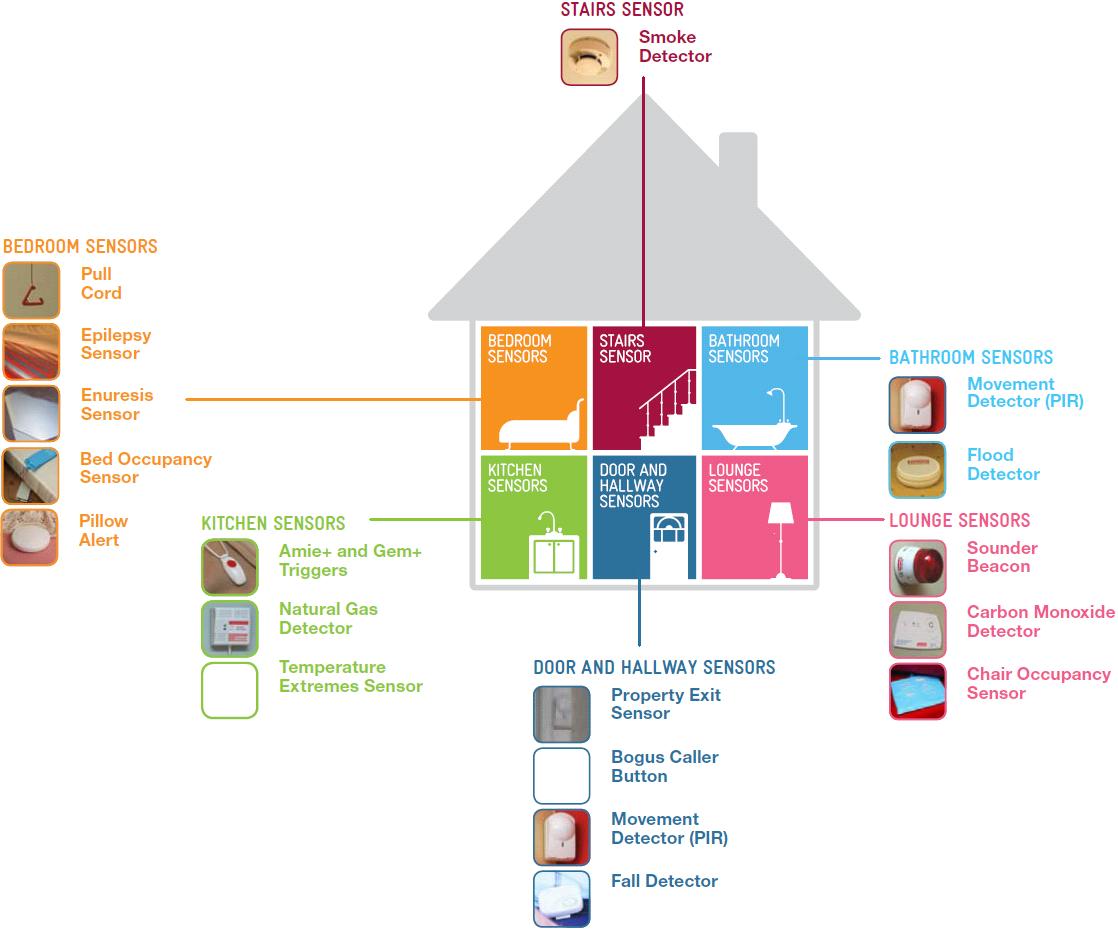 STAIRS SENSOR
Smoke
Detector
BEDROOM SENSORS
Pull
Cord
Epilepsy
Sensor
Enuresis
Sensor
Bed Occupancy
Sensor
Pillow
Alert
BEDROOM
SENSORS
STAIRS
SENSOR
BATHROOM
SENSORS
KITCHEN
SENSORS
DOOR AND
HALLWAY
SENSORS
LOUNGE
SENSORS
BATHROOM SENSORS
Movement
Detector (PIR)
Flood
Detector
KITCHEN SENSORS
Amie+ and Gem+
Triggers
Natural Gas
Detector
Temperature
Extremes Sensor
LOUNGE SENSORS
Sounder
Beacon
Carbon Monoxide
Detector
Chair Occupancy
Sensor
DOOR AND HALLWAY SENSORS
Property Exit
Sensor
Bogus Caller
Button
Movement
Detector (PIR)
Fall Detector